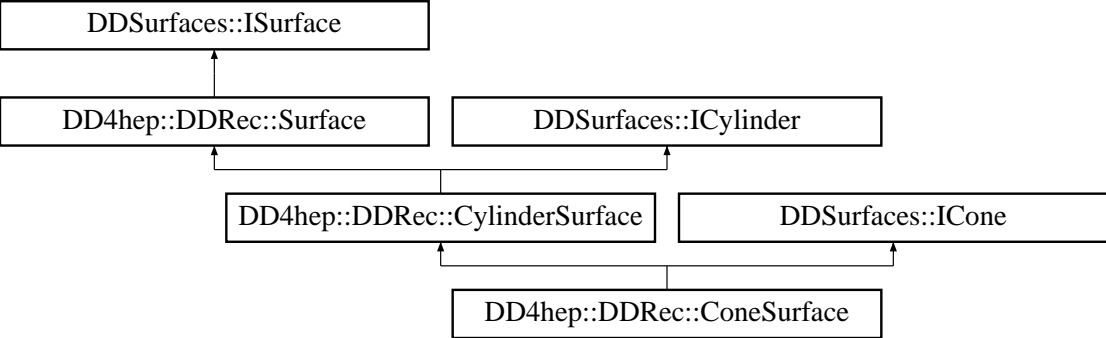 DDSurfaces::ISurface
DD4hep::DDRec::Surface
DDSurfaces::ICylinder
DD4hep::DDRec::CylinderSurface
DDSurfaces::ICone
DD4hep::DDRec::ConeSurface